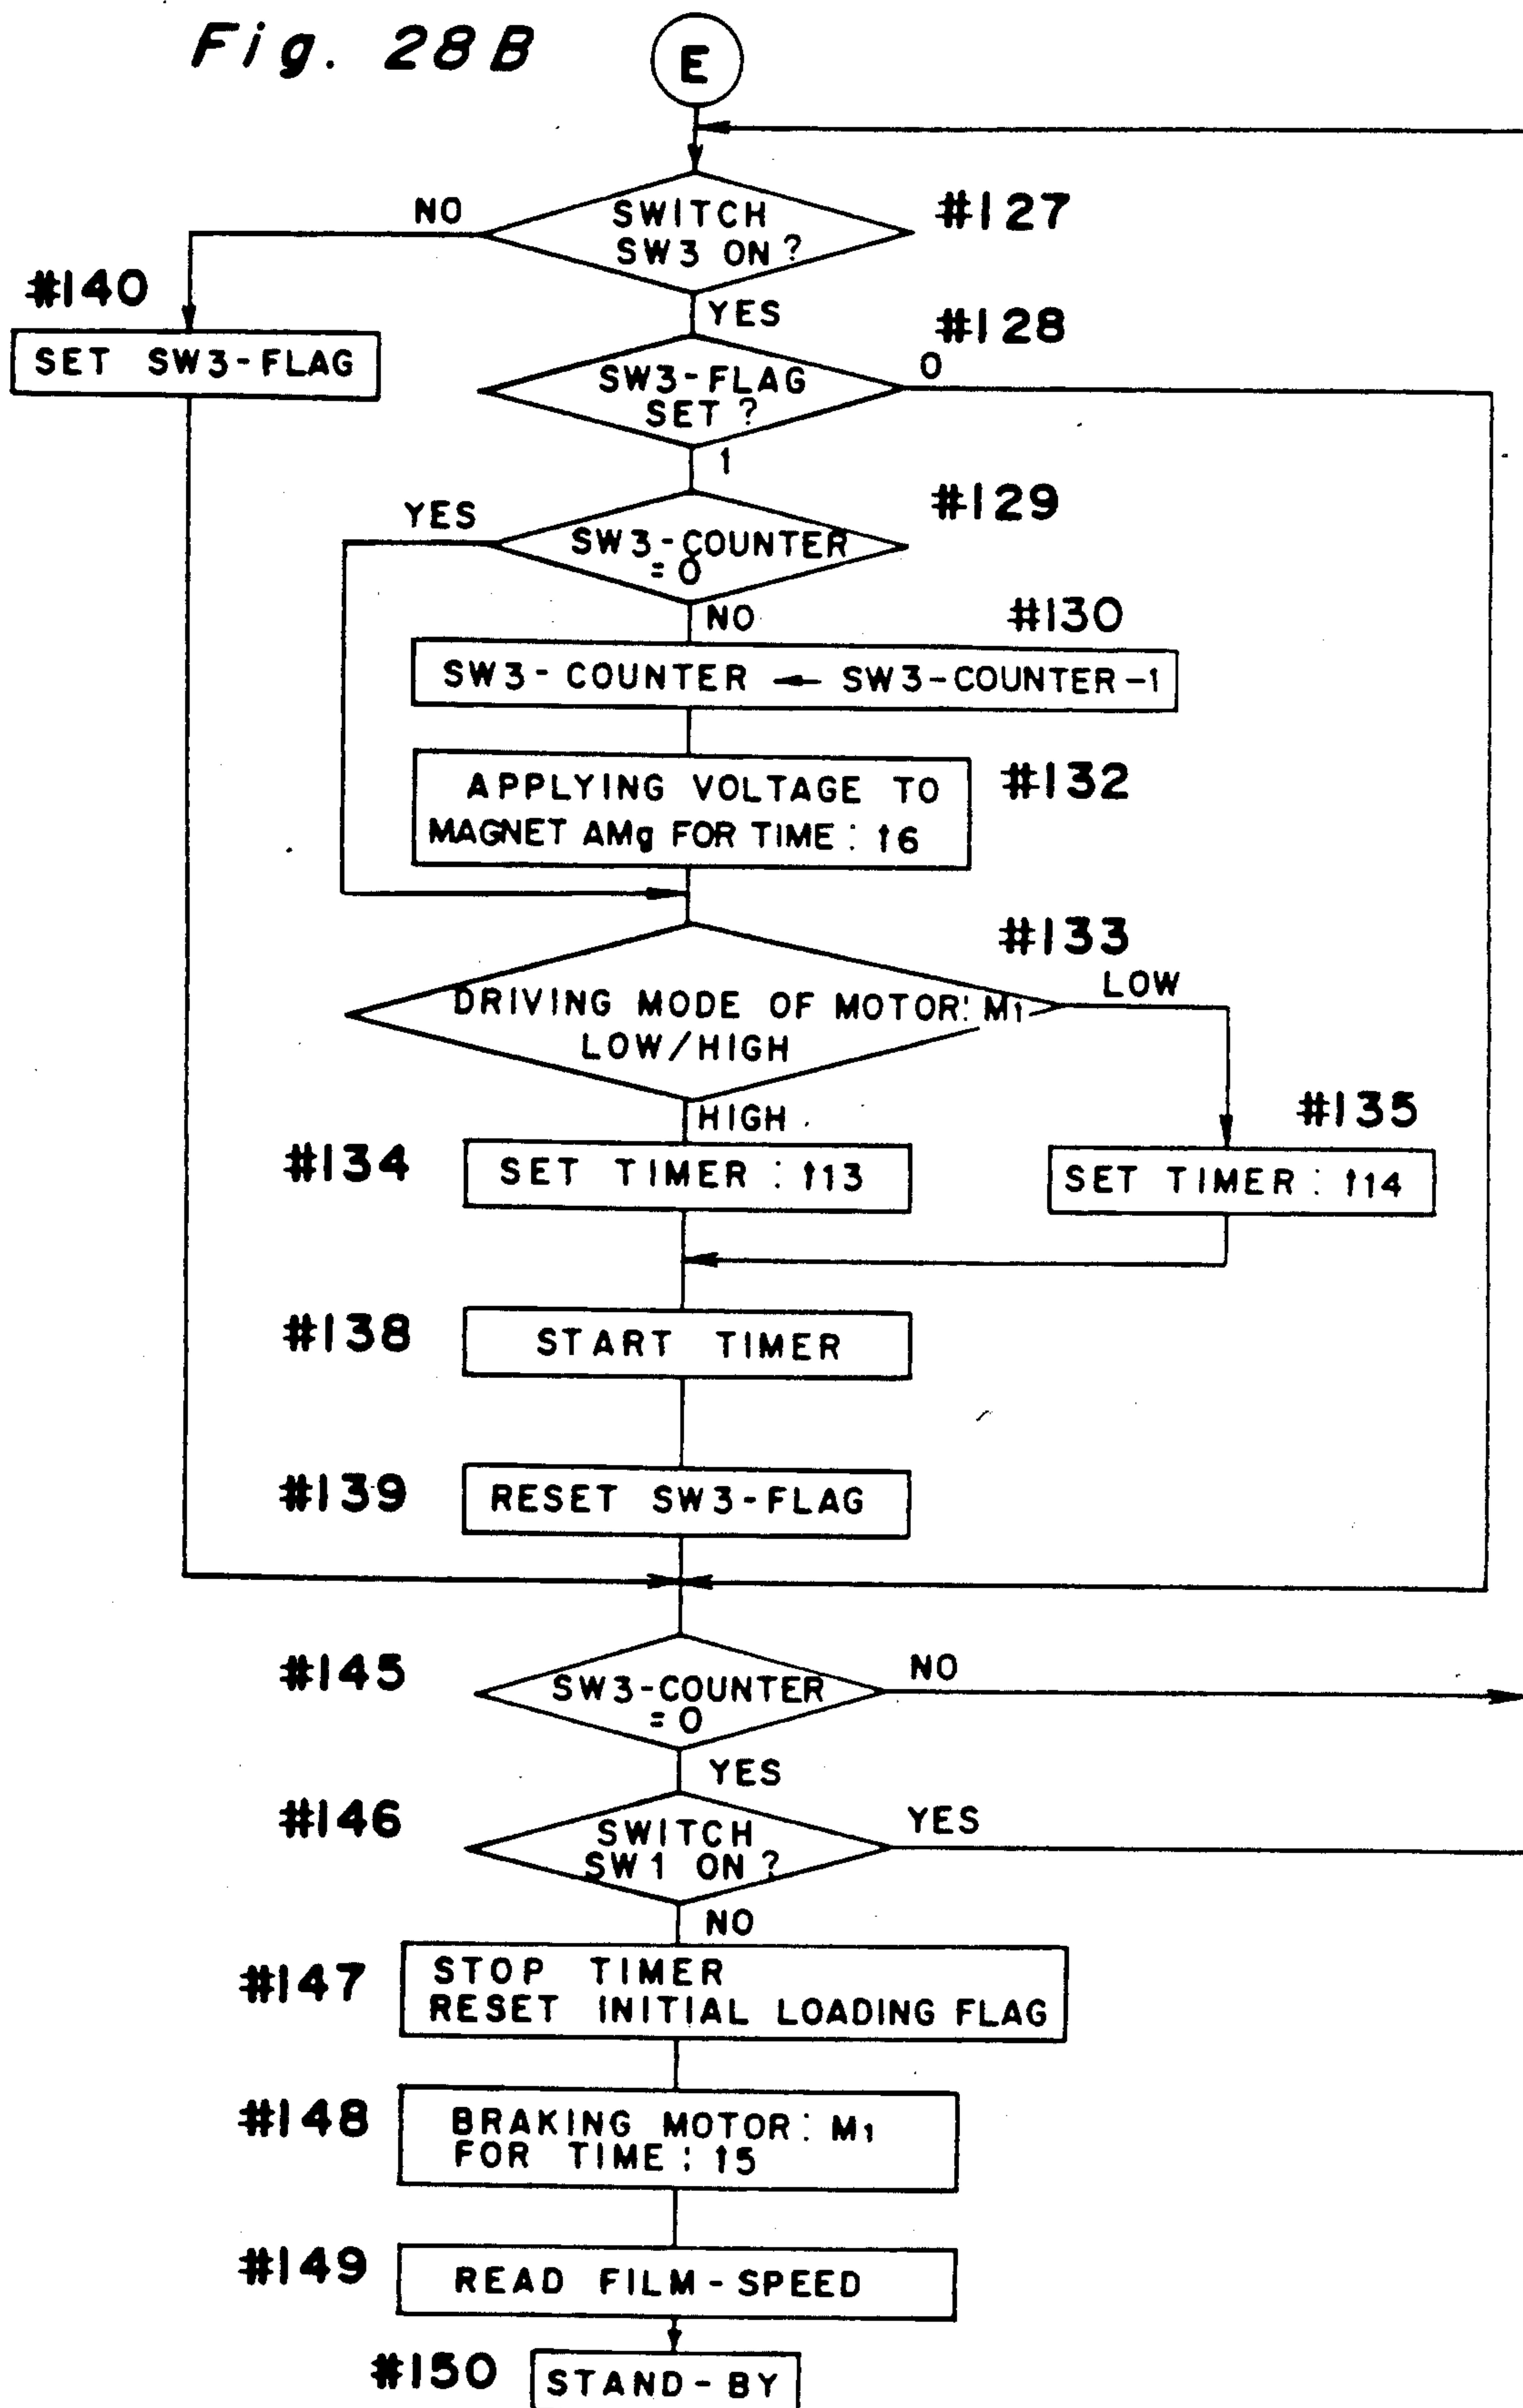 Fig. 28B
E
SWITCH
SW3 ON?
#127
NO
#140
YES
SET SW3-FLAG
#128
SW3-FLAG
SET?
0
1
#129
YES
SW3-COUNTER
=0
NO
#130
SW3-COUNTER ← SW3-COUNTER-1
APPLYING VOLTAGE TO
MAGNET AMg FOR TIME: t6
#132
#133
LOW
DRIVING MODE OF MOTOR: M1
LOW/HIGH
HIGH
#135
#134
SET TIMER: t13
SET TIMER: t14
#138
START TIMER
#139
RESET SW3-FLAG
#145
SW3-COUNTER
=0
NO
YES
#146
SWITCH
SW1 ON?
YES
NO
#147
STOP TIMER
RESET INITIAL LOADING FLAG
#148
BRAKING MOTOR: M1
FOR TIME: t5
#149
READ FILM-SPEED
#150
STAND-BY